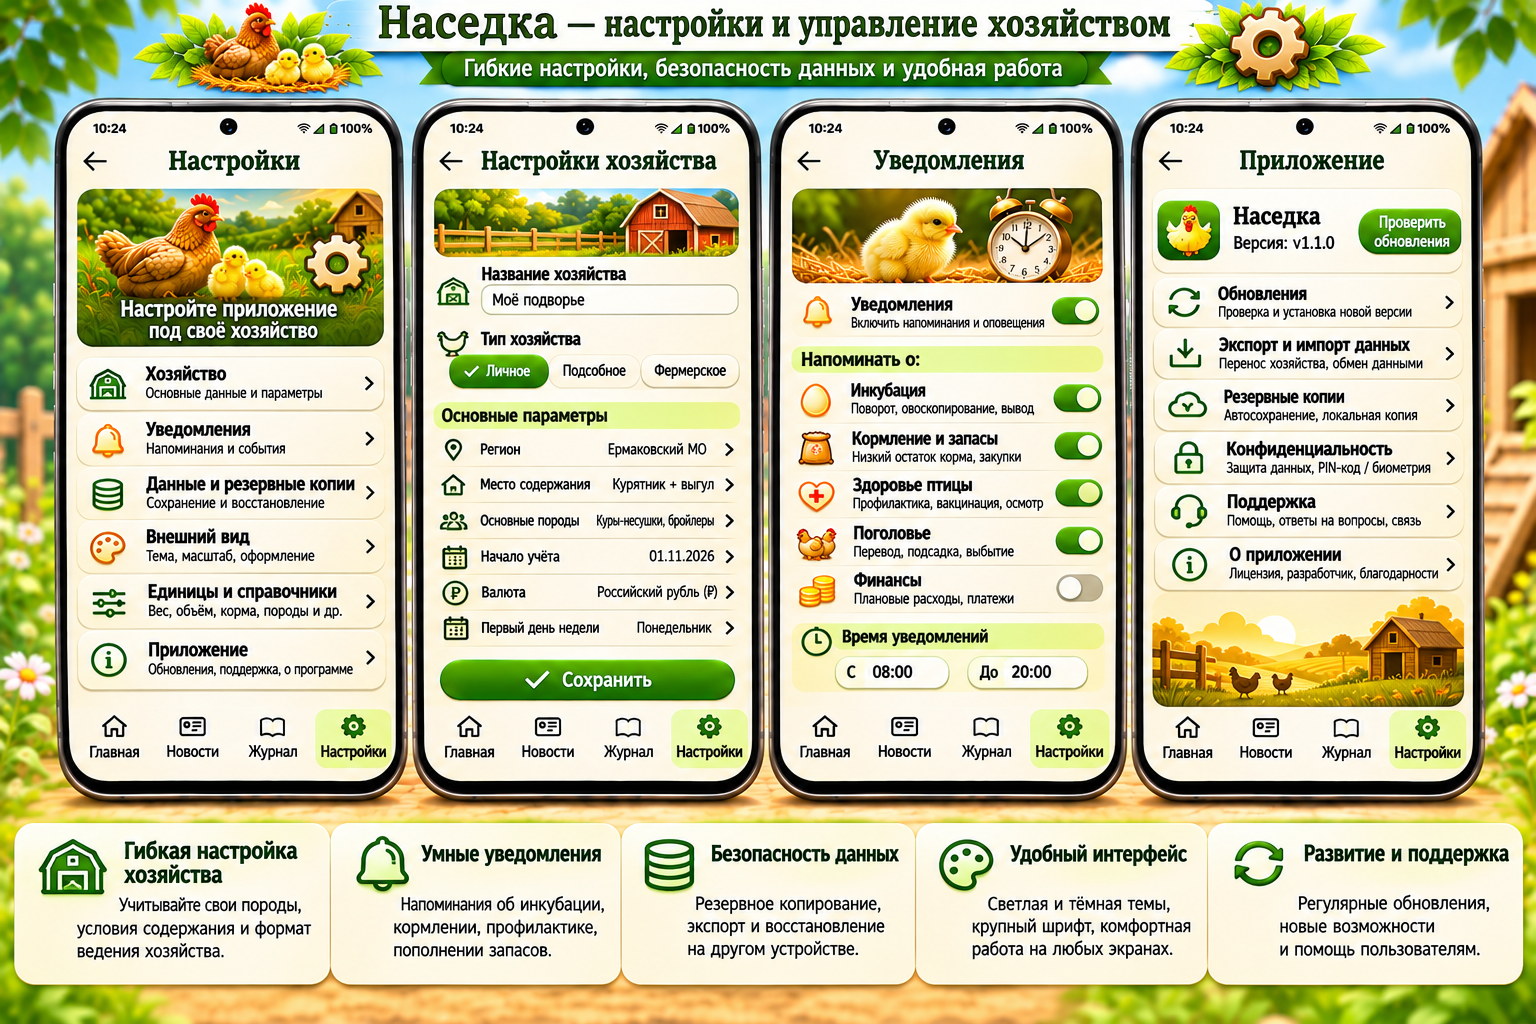 Наседка — настройки и управление хозяйством
Гибкие настройки, безопасность данных и удобная работа
10:24
100%
Настройки
Настройте приложение
под своё хозяйство
Хозяйство
Основные данные и параметры
Уведомления
Напоминания и события
Данные и резервные копии
Сохранение и восстановление
Внешний вид
Тема, масштаб, оформление
Единицы и справочники
Вес, объём, корма, породы и др.
Приложение
Обновления, поддержка, о программе
Главная
Новости
Журнал
Настройки
10:24
100%
Настройки хозяйства
Название хозяйства
Моё подворье
Тип хозяйства
Личное
Подсобное
Фермерское
Основные параметры
Регион
Ермаковский МО
Место содержания
Курятник + выгул
Основные породы
Куры-несушки, бройлеры
Начало учёта
01.11.2026
Валюта
Российский рубль (₽)
Первый день недели
Понедельник
Сохранить
Главная
Новости
Журнал
Настройки
10:24
100%
Уведомления
Уведомления
Включить напоминания и оповещения
Напоминать о:
Инкубация
Поворот, овоскопирование, вывод
Кормление и запасы
Низкий остаток корма, закупки
Здоровье птицы
Профилактика, вакцинация, осмотр
Поголовье
Перевод, подсадка, выбытие
Финансы
Плановые расходы, платежи
Время уведомлений
С 08:00
До 20:00
Главная
Новости
Журнал
Настройки
10:24
100%
Приложение
Наседка
Версия: v1.1.0
Проверить
обновления
Обновления
Проверка и установка новой версии
Экспорт и импорт данных
Перенос хозяйства, обмен данными
Резервные копии
Автосохранение, локальная копия
Конфиденциальность
Защита данных, PIN-код / биометрия
Поддержка
Помощь, ответы на вопросы, связь
О приложении
Лицензия, разработчик, благодарности
Главная
Новости
Журнал
Настройки
Гибкая настройка
хозяйства
Учитывайте свои породы,
условия содержания и формат
ведения хозяйства.
Умные уведомления
Напоминания об инкубации,
кормлении, профилактике,
пополнении запасов.
Безопасность данных
Резервное копирование,
экспорт и восстановление
на другом устройстве.
Удобный интерфейс
Светлая и тёмная темы,
крупный шрифт, комфортная
работа на любых экранах.
Развитие и поддержка
Регулярные обновления,
новые возможности
и помощь пользователям.